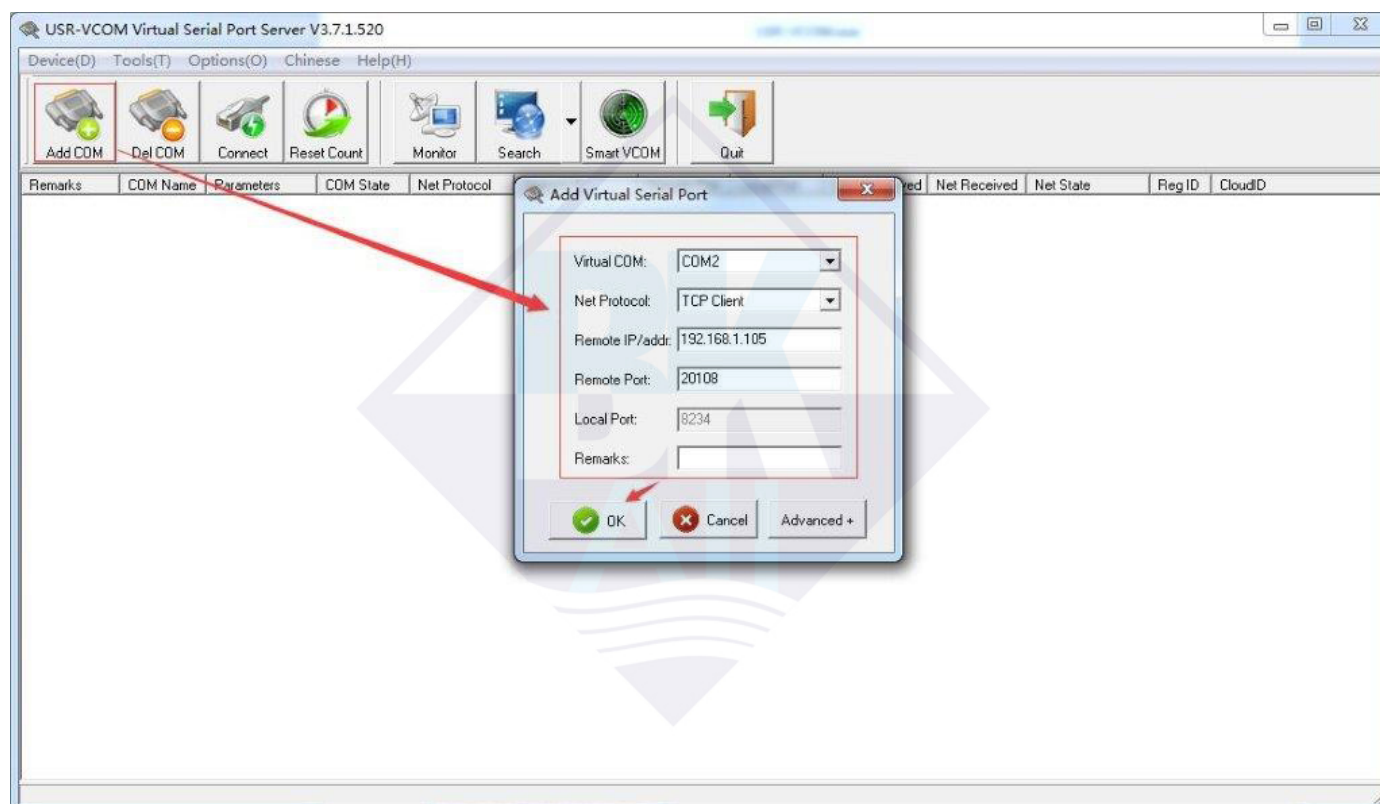 USR-VCOM Virtual Serial Port Server V3.7.1.520
Device(D) Tools(T) Options(O) Chinese Help(H)
Add COM Del COM Connect Reset Count Monitor Search Smart VCOM Quit
Remarks COM Name Parameters COM State Net Protocol Net Received Net State Reg ID CloudID
Add Virtual Serial Port
Virtual COM: COM2
Net Protocol: TCP Client
Remote IP/addr: 192.168.1.105
Remote Port: 20108
Local Port: 8234
Remarks:
OK Cancel Advanced +